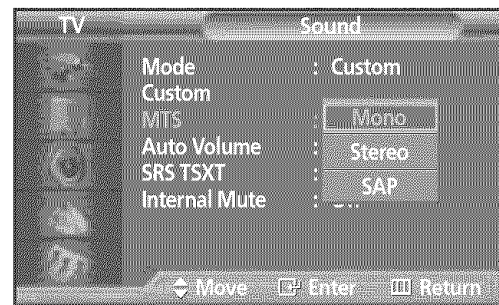 TV Sound
Mode : Custom
Custom
MTS : Mono
Auto Volume : Stereo
SRS TSXT : SAP
Internal Mute :
Move Enter Return